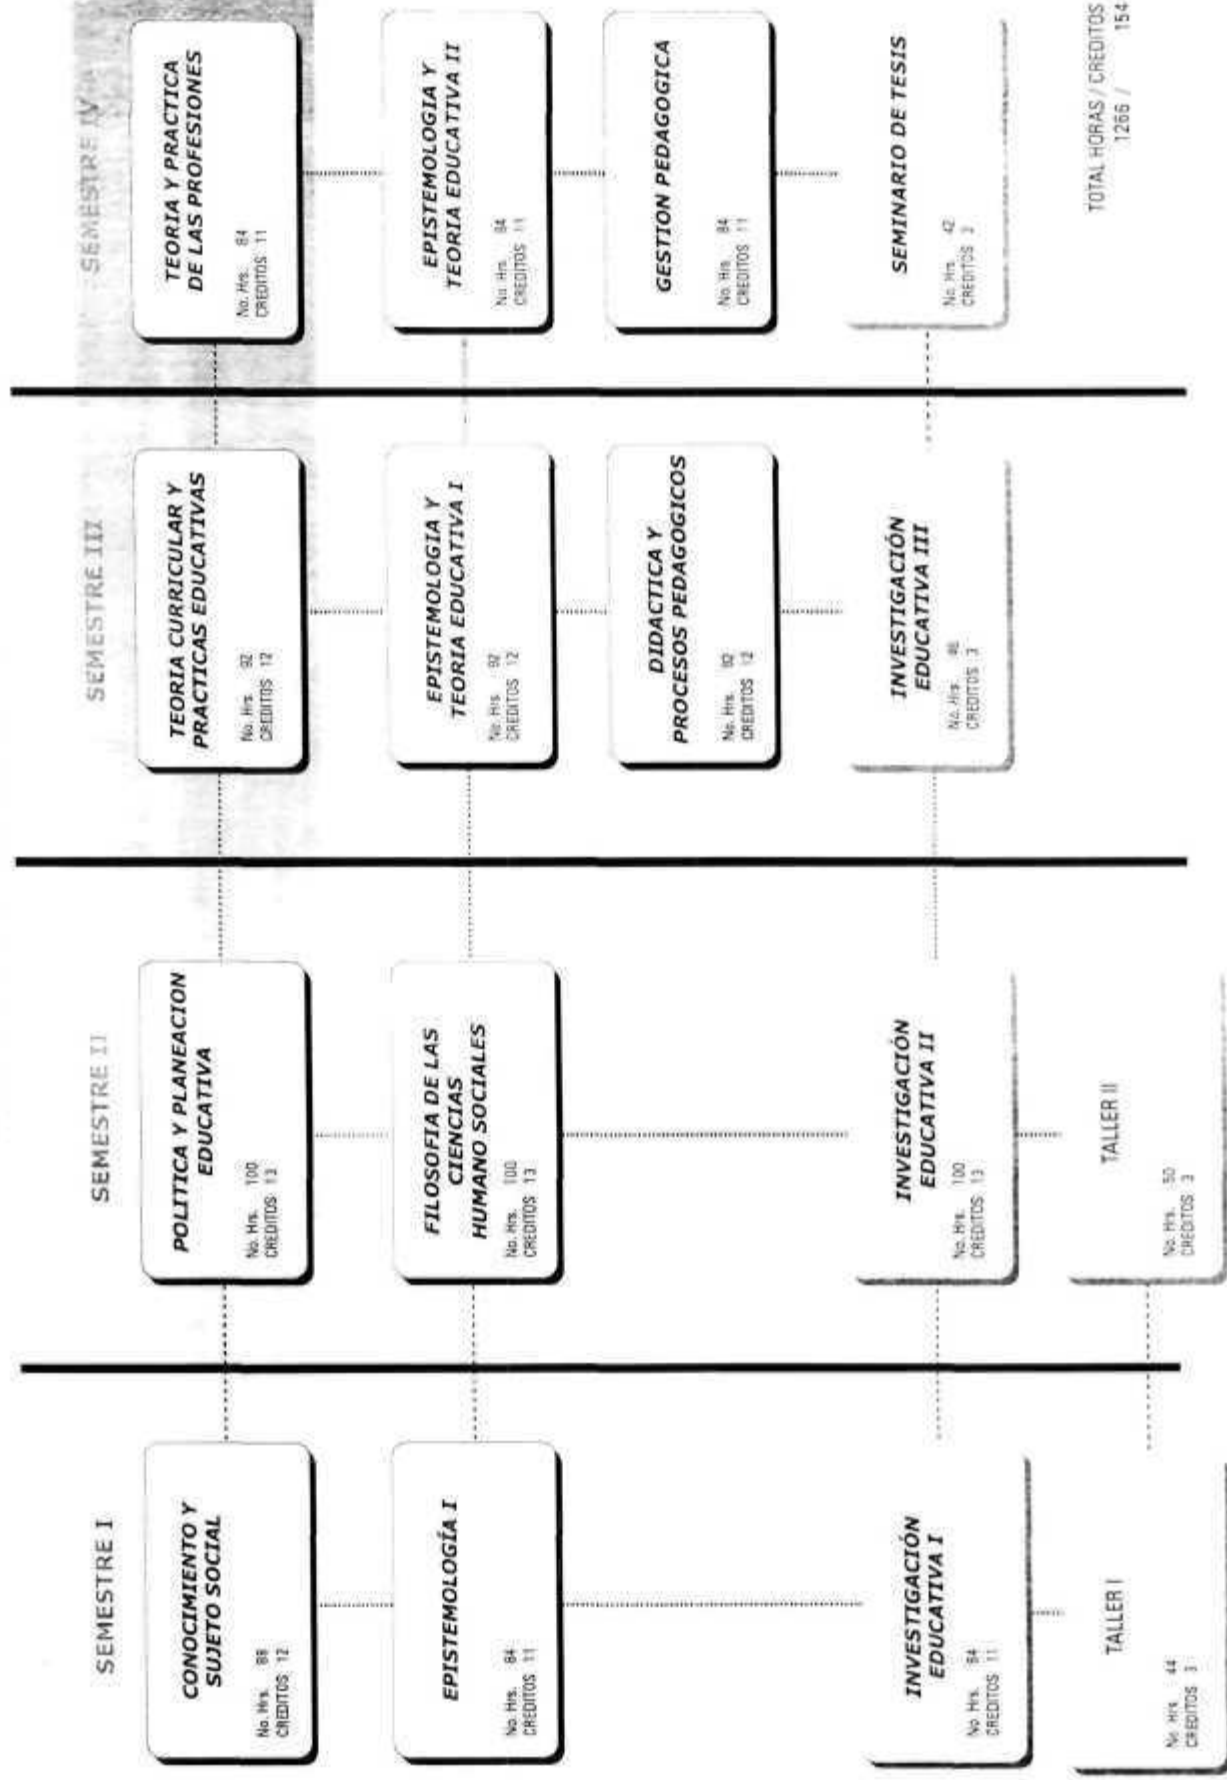 SEMESTRE I
CONOCIMIENTO Y
SUJETO SOCIAL
No. Hrs. 88
CREDITOS 12
EPISTEMOLOGÍA I
No. Hrs. 84
CREDITOS 11
INVESTIGACIÓN
EDUCATIVA I
No. Hrs. 84
CREDITOS 11
TALLER I
No. Hrs. 44
CREDITOS 3
SEMESTRE II
POLITICA Y PLANEACION
EDUCATIVA
No. Hrs. 100
CREDITOS 13
FILOSOFIA DE LAS
CIENCIAS
HUMANO SOCIALES
No. Hrs. 100
CREDITOS 13
INVESTIGACIÓN
EDUCATIVA II
No. Hrs. 100
CREDITOS 13
TALLER II
No. Hrs. 50
CREDITOS 3
SEMESTRE III
TEORIA CURRICULAR Y
PRACTICAS EDUCATIVAS
No. Hrs. 92
CREDITOS 12
EPISTEMOLOGIA Y
TEORIA EDUCATIVA I
No. Hrs. 92
CREDITOS 12
DIDACTICA Y
PROCESOS PEDAGOGICOS
No. Hrs. 92
CREDITOS 12
INVESTIGACIÓN
EDUCATIVA III
No. Hrs. 46
CREDITOS 3
SEMESTRE IV
TEORIA Y PRACTICA
DE LAS PROFESIONES
No. Hrs. 84
CREDITOS 11
EPISTEMOLOGIA Y
TEORIA EDUCATIVA II
No. Hrs. 84
CREDITOS 11
GESTION PEDAGOGICA
No. Hrs. 84
CREDITOS 11
SEMINARIO DE TESIS
No. Hrs. 42
CREDITOS 3
TOTAL HORAS / CREDITOS
1266 / 154